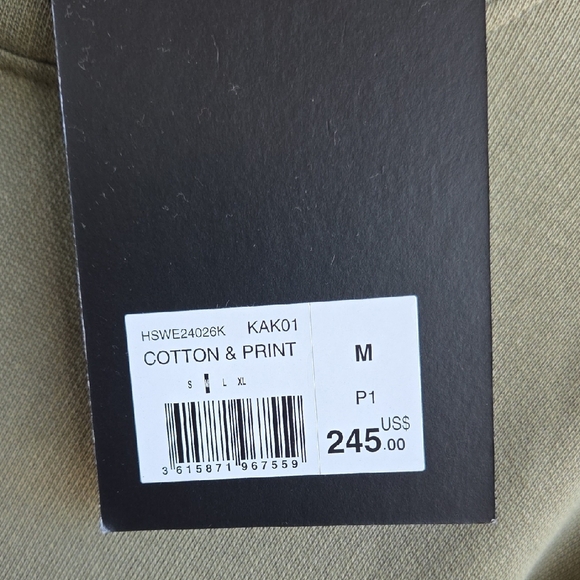 HSWE24026K KAK01
COTTON & PRINT
S M L XL
3 615871 967559
M
P1
245.00 US$